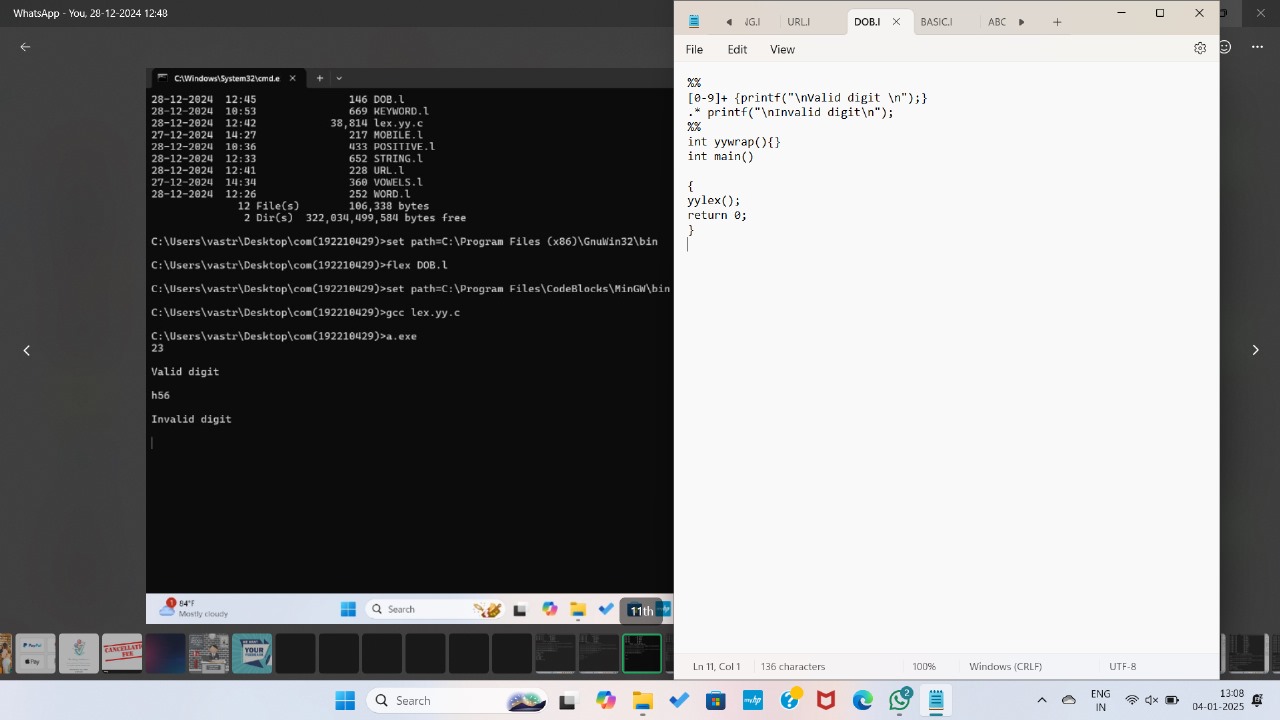 WhatsApp - You, 28-12-2024 12:48
C:\Windows\System32\cmd.e
28-12-2024  12:45               146 DOB.l
28-12-2024  10:53               669 KEYWORD.l
28-12-2024  12:42            38,814 lex.yy.c
27-12-2024  14:27               217 MOBILE.l
28-12-2024  10:36               433 POSITIVE.l
28-12-2024  12:33               652 STRING.l
28-12-2024  12:41               228 URL.l
27-12-2024  14:34               360 VOWELS.l
28-12-2024  12:26               252 WORD.l
12 File(s)        106,338 bytes
2 Dir(s)  322,034,499,584 bytes free
C:\Users\vastr\Desktop\com(192210429)>set path=C:\Program Files (x86)\GnuWin32\bin
C:\Users\vastr\Desktop\com(192210429)>flex DOB.l
C:\Users\vastr\Desktop\com(192210429)>set path=C:\Program Files\CodeBlocks\MinGW\bin
C:\Users\vastr\Desktop\com(192210429)>gcc lex.yy.c
C:\Users\vastr\Desktop\com(192210429)>a.exe
23
Valid digit
h56
Invalid digit
1
84°F
Mostly cloudy
Search
11th
URL.l
DOB.l
BASIC.l
ABC
File Edit View
%%
[0-9]+ {printf("\nValid digit \n");}
.* printf("\nInvalid digit\n");
%%
int yywrap(){}
int main()
{
yylex();
return 0;
}
Ln 11, Col 1
136 characters
100%
Windows (CRLF)
UTF-8
PayPal
Pay
CANCELLATION
FEE
YOUR
Search
2
ENG
IN
13:08
04-01-2025